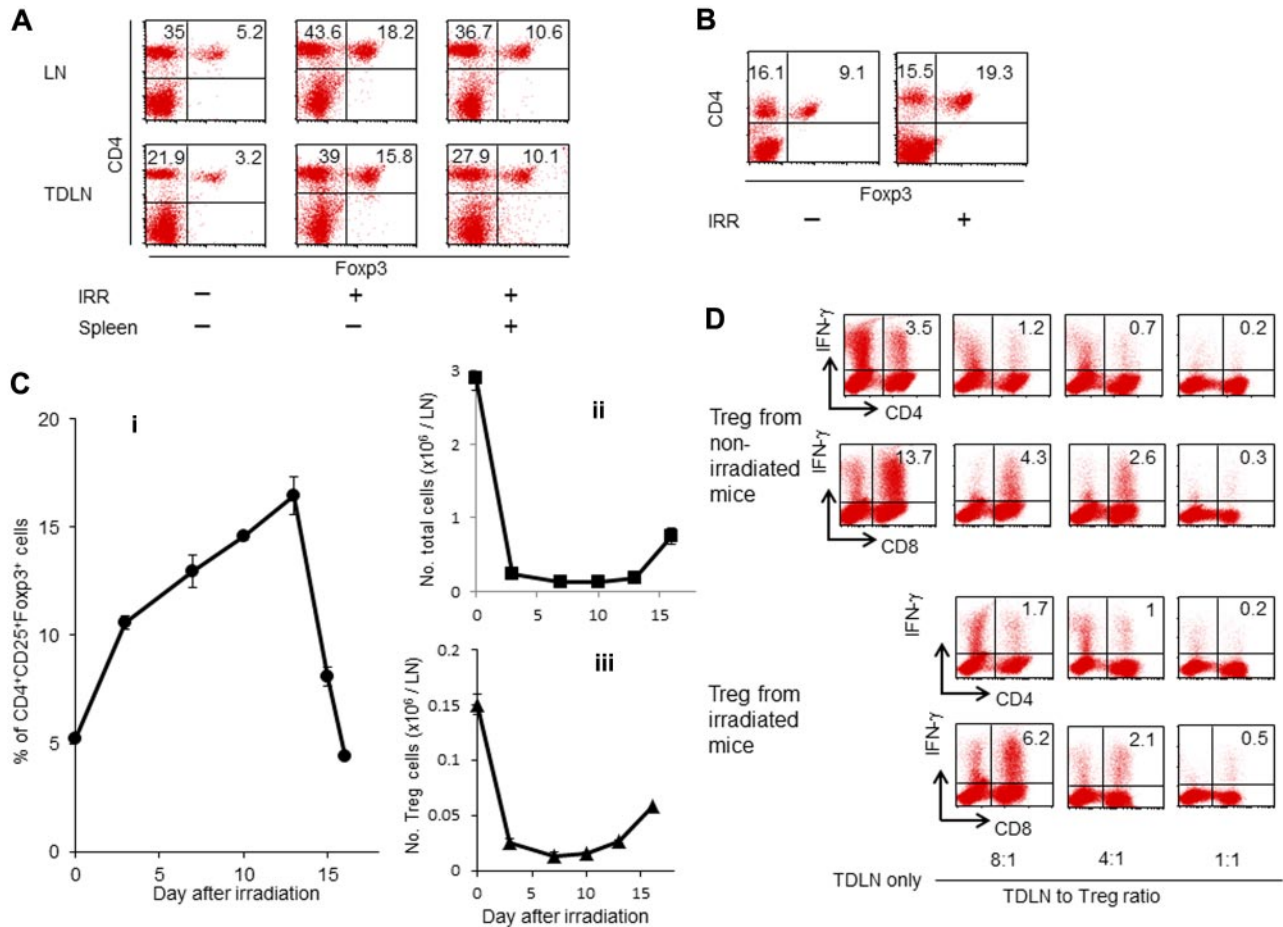 A
35 5.2
43.6 18.2
36.7 10.6
LN
CD4
21.9 3.2
39 15.8
27.9 10.1
TDLN
Foxp3
IRR − + +
Spleen − − +
B
16.1 9.1
15.5 19.3
CD4
Foxp3
IRR − +
C
i
20
15
10
5
0
% of CD4+CD25+Foxp3+ cells
0 5 10 15
Day after irradiation
ii
3
2
1
0
No. total cells (x10⁶ / LN)
0 5 10 15
iii
0.2
0.15
0.1
0.05
0
No. Treg cells (x10⁶ / LN)
0 5 10 15
Day after irradiation
D
IFN-γ
3.5 1.2 0.7 0.2
CD4
Treg from
non-
irradiated
mice
IFN-γ
13.7 4.3 2.6 0.3
CD8
IFN-γ
1.7 1 0.2
CD4
Treg from
irradiated
mice
IFN-γ
6.2 2.1 0.5
CD8
8:1 4:1 1:1
TDLN only
TDLN to Treg ratio